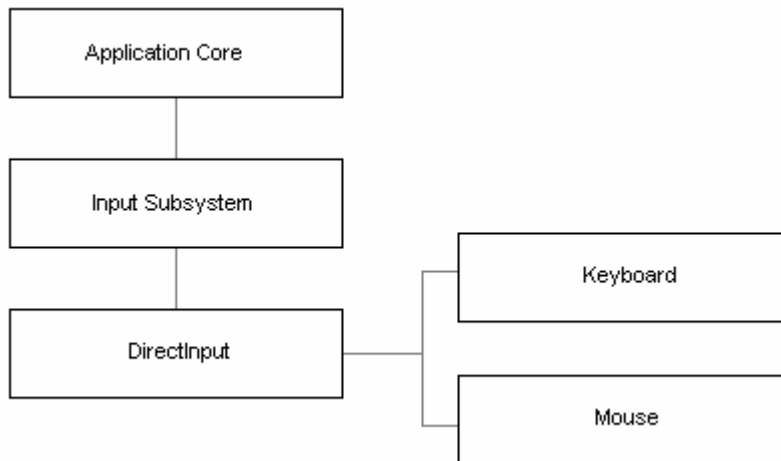 Application Core
Input Subsystem
DirectInput
Keyboard
Mouse